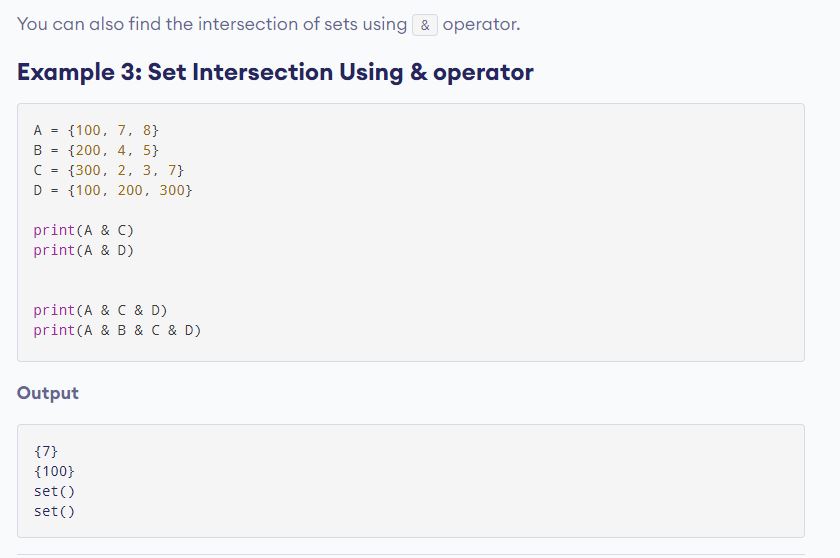 You can also find the intersection of sets using & operator.
Example 3: Set Intersection Using & operator
A = {100, 7, 8}
B = {200, 4, 5}
C = {300, 2, 3, 7}
D = {100, 200, 300}
print(A & C)
print(A & D)
print(A & C & D)
print(A & B & C & D)
Output
{7}
{100}
set()
set()